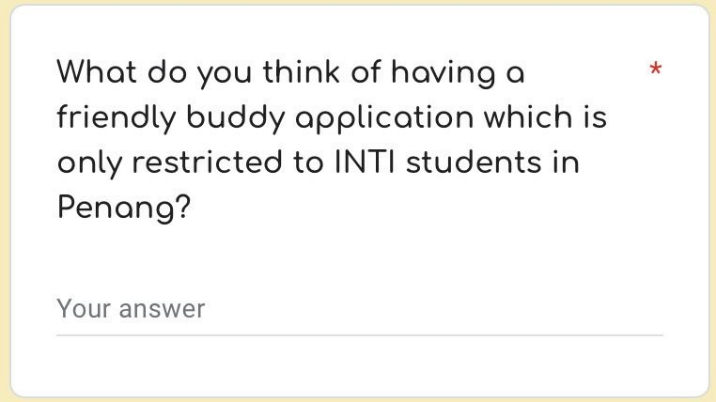 What do you think of having a *
friendly buddy application which is
only restricted to INTI students in
Penang?
Your answer